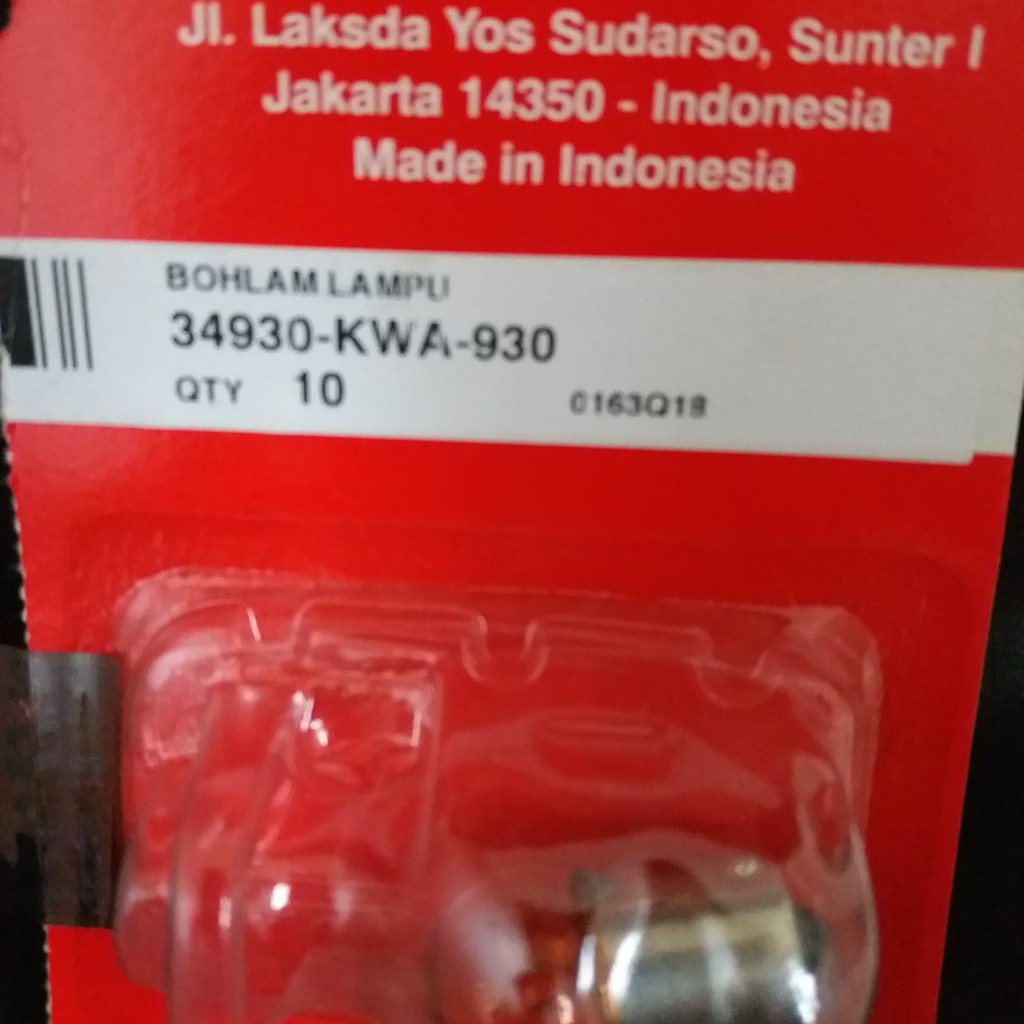 Jl. Laksda Yos Sudarso, Sunter I
Jakarta 14350 - Indonesia
Made in Indonesia
BOHLAM LAMPU
34930-KWA-930
QTY 10
0163Q18